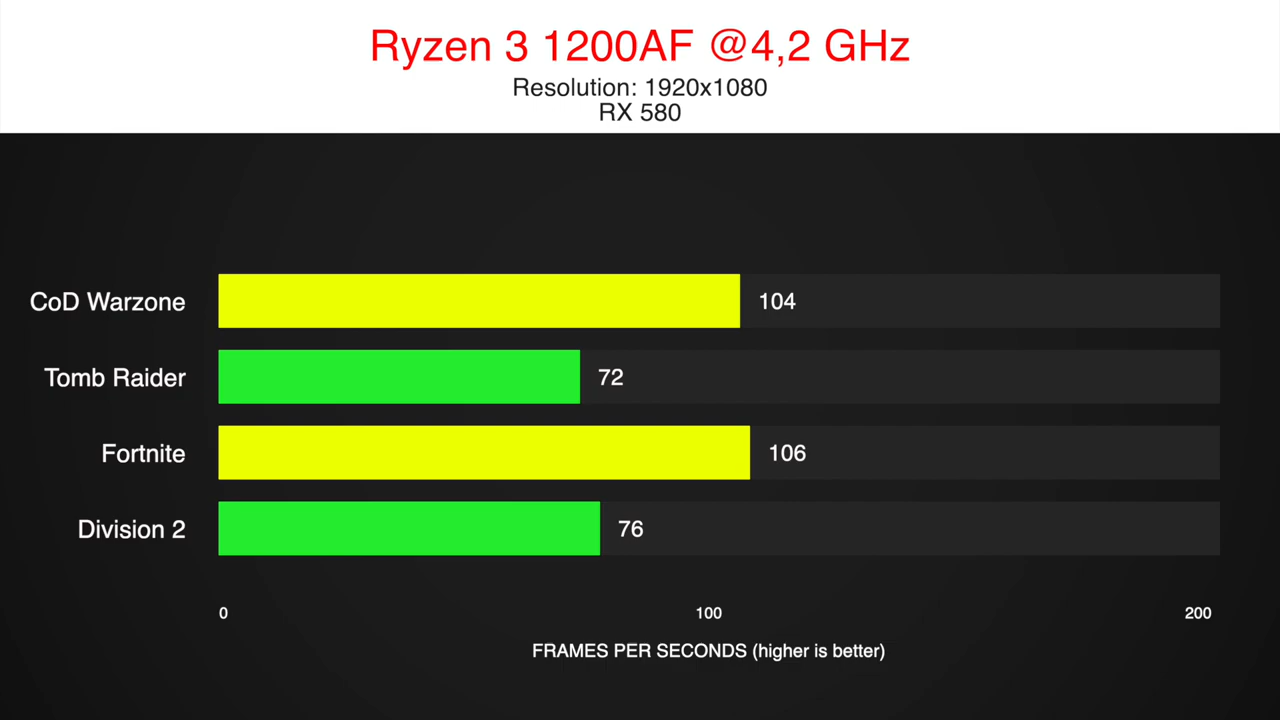 Ryzen 3 1200AF @4,2 GHz
Resolution: 1920x1080
RX 580
CoD Warzone 104
Tomb Raider 72
Fortnite 106
Division 2 76
0 100 200
FRAMES PER SECONDS (higher is better)